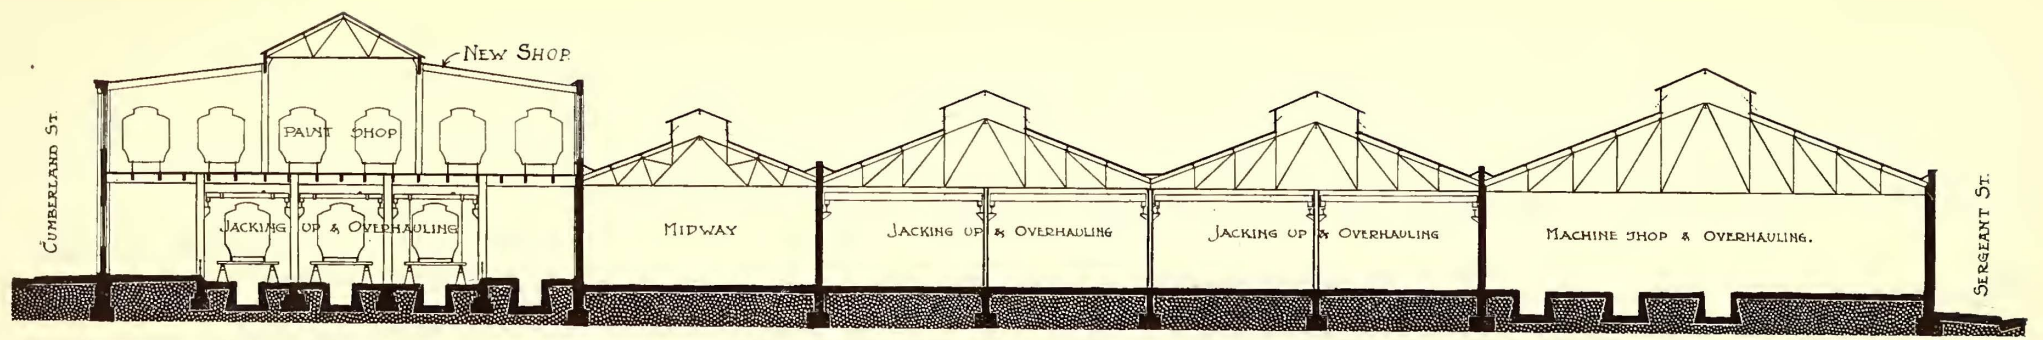 NEW SHOP
CUMBERLAND ST.
PAINT SHOP
JACKING UP & OVERHAULING
MIDWAY
JACKING UP & OVERHAULING
JACKING UP & OVERHAULING
MACHINE SHOP & OVERHAULING.
SERGEANT ST.